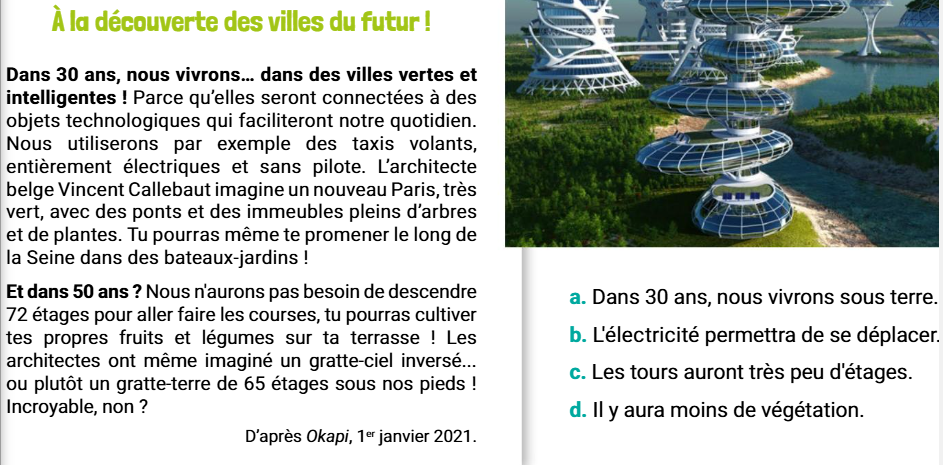 À la découverte des villes du futur !
Dans 30 ans, nous vivrons... dans des villes vertes et
intelligentes ! Parce qu'elles seront connectées à des
objets technologiques qui faciliteront notre quotidien.
Nous utiliserons par exemple des taxis volants,
entièrement électriques et sans pilote. L'architecte
belge Vincent Callebaut imagine un nouveau Paris, très
vert, avec des ponts et des immeubles pleins d'arbres
et de plantes. Tu pourras même te promener le long de
la Seine dans des bateaux-jardins !
Et dans 50 ans ? Nous n'aurons pas besoin de descendre
72 étages pour aller faire les courses, tu pourras cultiver
tes propres fruits et légumes sur ta terrasse ! Les
architectes ont même imaginé un gratte-ciel inversé...
ou plutôt un gratte-terre de 65 étages sous nos pieds !
Incroyable, non ?
D'après Okapi, 1er janvier 2021.
a. Dans 30 ans, nous vivrons sous terre.
b. L'électricité permettra de se déplacer.
c. Les tours auront très peu d'étages.
d. Il y aura moins de végétation.